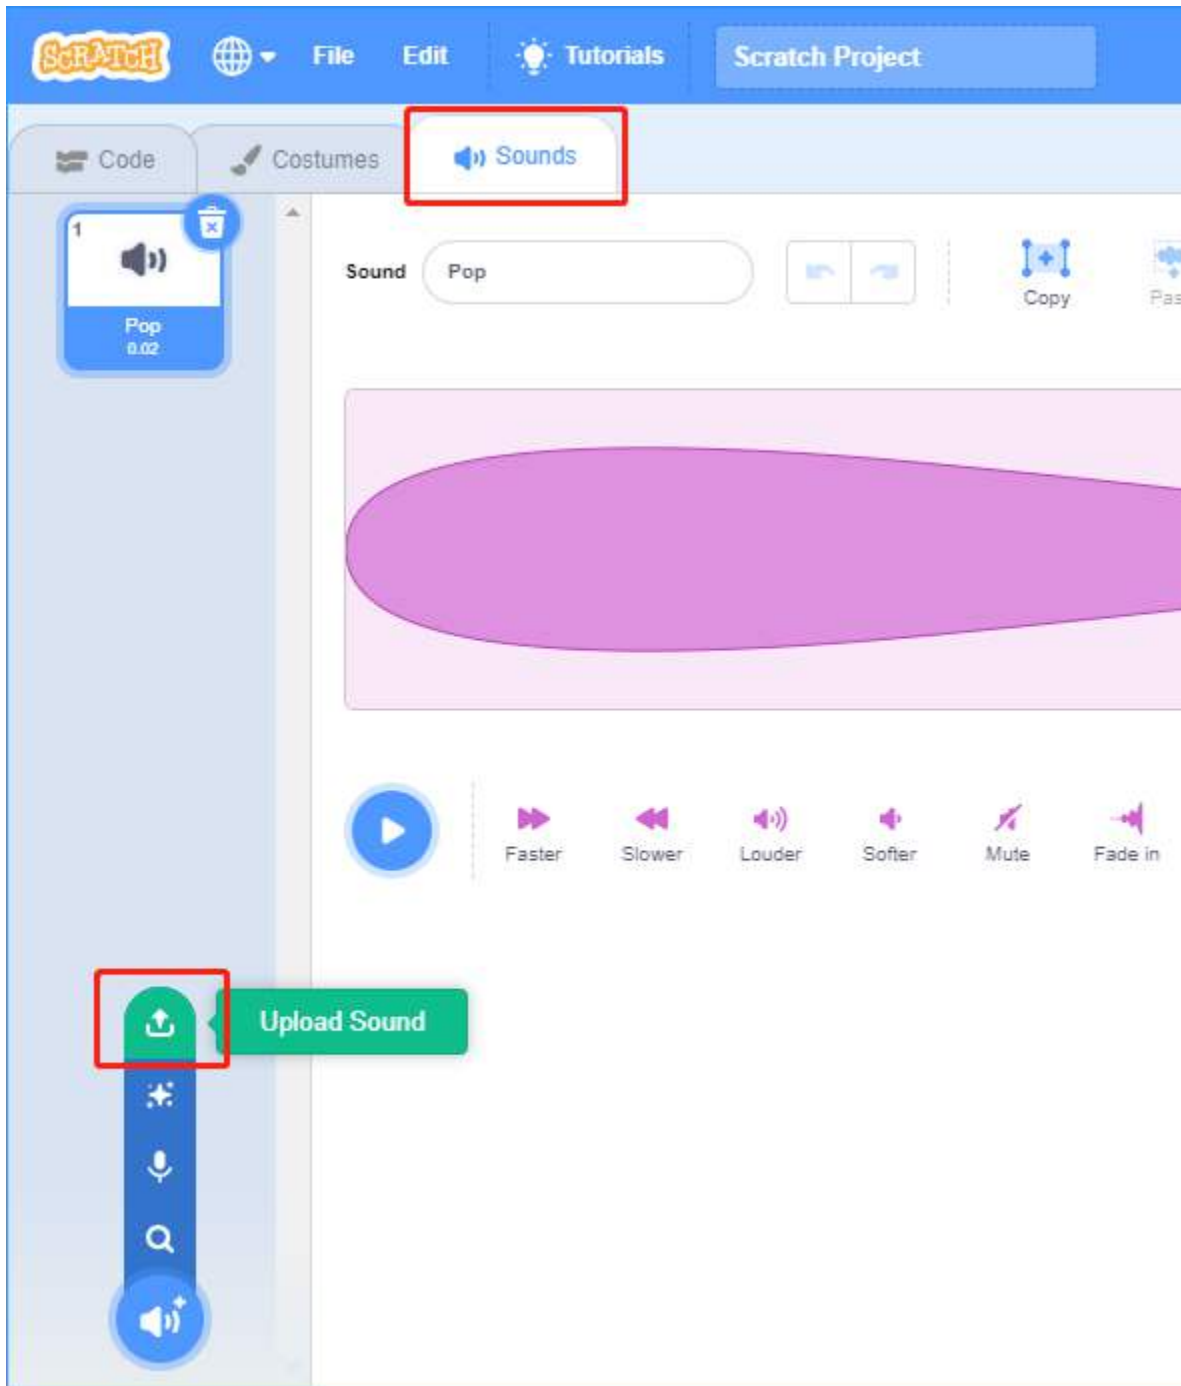 SCRATCH File Edit Tutorials Scratch Project
Code Costumes Sounds
1
Sound Pop
Copy Pas
Pop
0.02
Faster Slower Louder Softer Mute Fade in
Upload Sound